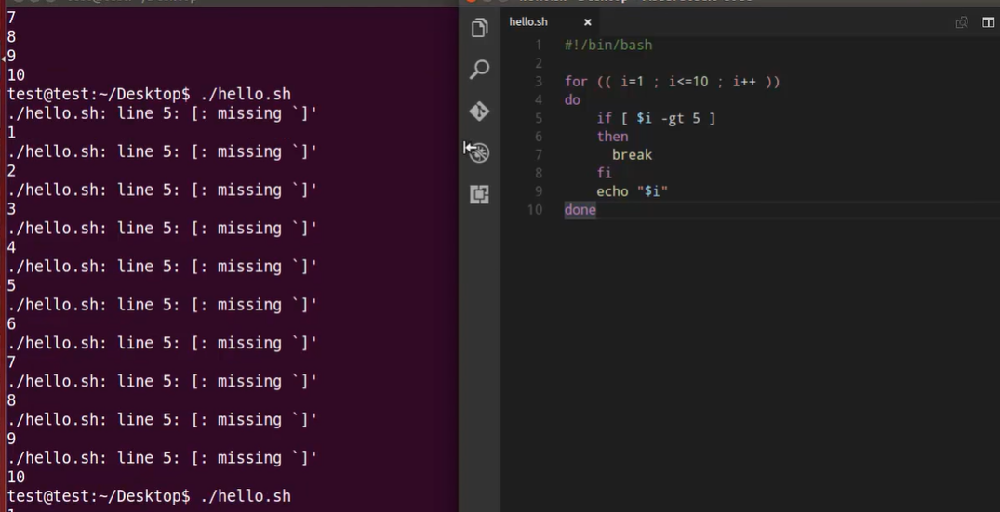 7
8
9
10
test@test:~/Desktop$ ./hello.sh
./hello.sh: line 5: [: missing `]'
1
./hello.sh: line 5: [: missing `]'
2
./hello.sh: line 5: [: missing `]'
3
./hello.sh: line 5: [: missing `]'
4
./hello.sh: line 5: [: missing `]'
5
./hello.sh: line 5: [: missing `]'
6
./hello.sh: line 5: [: missing `]'
7
./hello.sh: line 5: [: missing `]'
8
./hello.sh: line 5: [: missing `]'
9
./hello.sh: line 5: [: missing `]'
10
test@test:~/Desktop$ ./hello.sh
hello.sh
1 #!/bin/bash
2
3 for (( i=1 ; i<=10 ; i++ ))
4 do
5 if [ $i -gt 5 ]
6 then
7 break
8 fi
9 echo "$i"
10 done